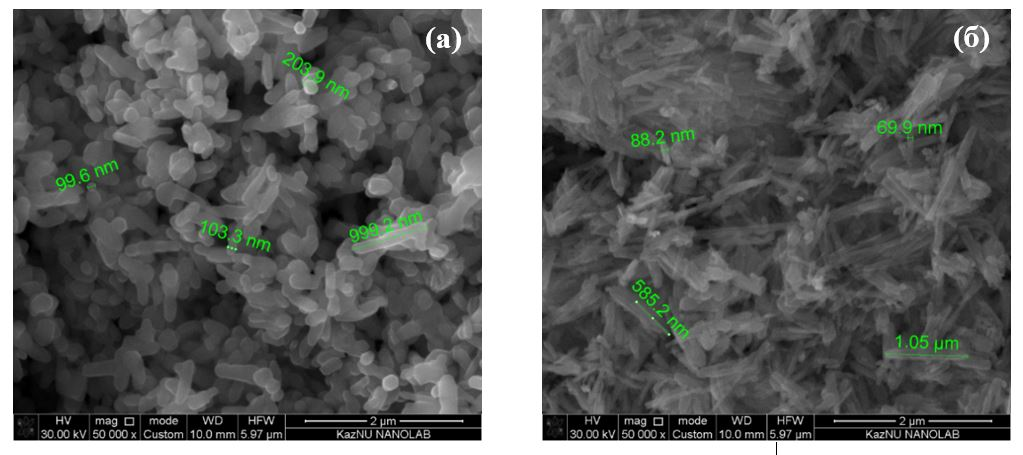 (а)
203.9 nm
99.6 nm
103.3 nm
999.2 nm
HV mag □ mode WD HFW 2 µm
30.00 kV 50 000 x Custom 10.0 mm 5.97 µm KazNU NANOLAB
(б)
88.2 nm
69.9 nm
585.2 nm
1.05 µm
HV mag □ mode WD HFW 2 µm
30.00 kV 50 000 x Custom 10.0 mm 5.97 µm KazNU NANOLAB